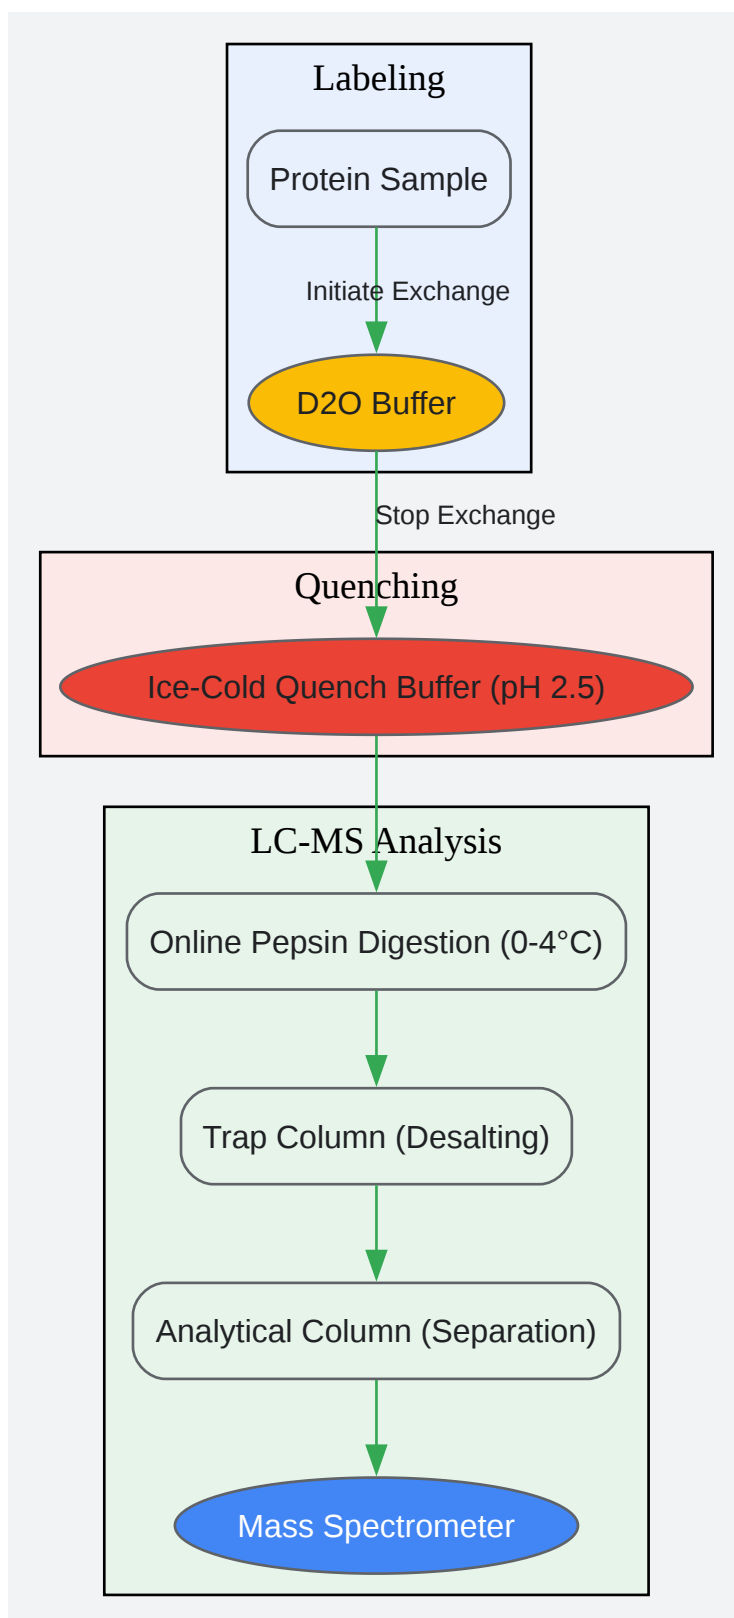 Labeling
Protein Sample
Initiate Exchange
D2O Buffer
Stop Exchange
Quenching
Ice-Cold Quench Buffer (pH 2.5)
LC-MS Analysis
Online Pepsin Digestion (0-4°C)
Trap Column (Desalting)
Analytical Column (Separation)
Mass Spectrometer